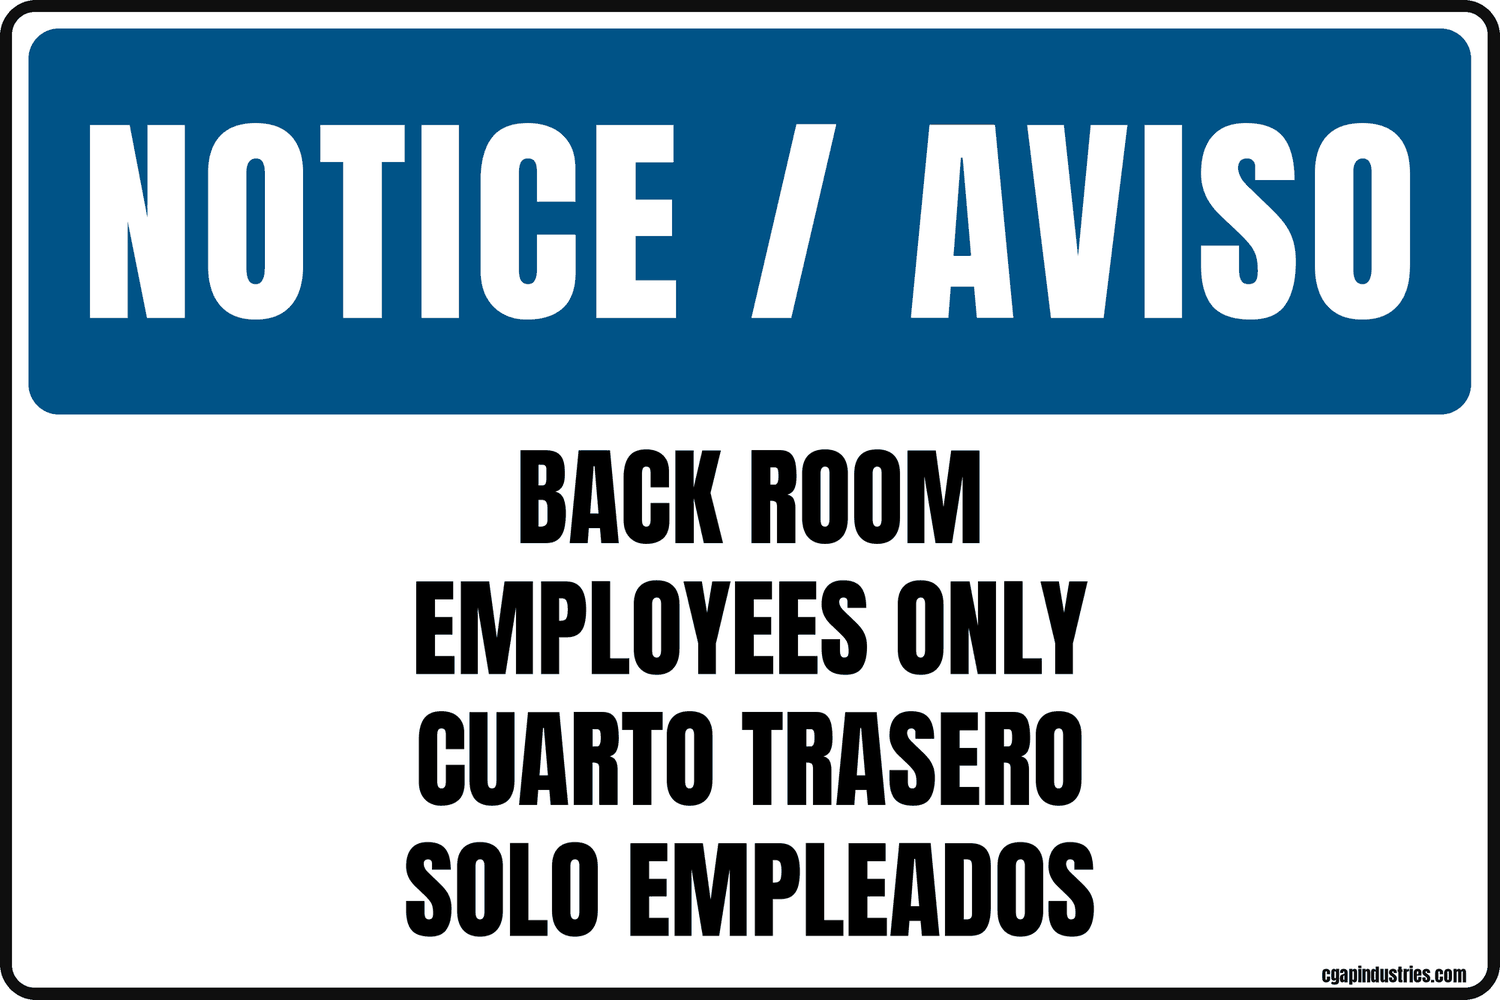 NOTICE / AVISO
BACK ROOM
EMPLOYEES ONLY
CUARTO TRASERO
SOLO EMPLEADOS
cgapindustries.com